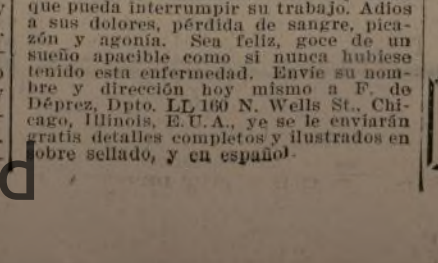 que pueda interrumpir su trabajo. Adios
a sus dolores, pérdida de sangre, pica-
zón y agonía. Sea feliz, goce de un
sueño apacible como si nunca hubiese
tenido esta enfermedad. Envíe su nom-
bre y dirección hoy mismo a F. de
Déprez, Dpto. LL 160 N. Wells St., Chi-
cago, Illinois, E.U.A., ye se le enviarán
gratis detalles completos y ilustrados en
sobre sellado, y en español.